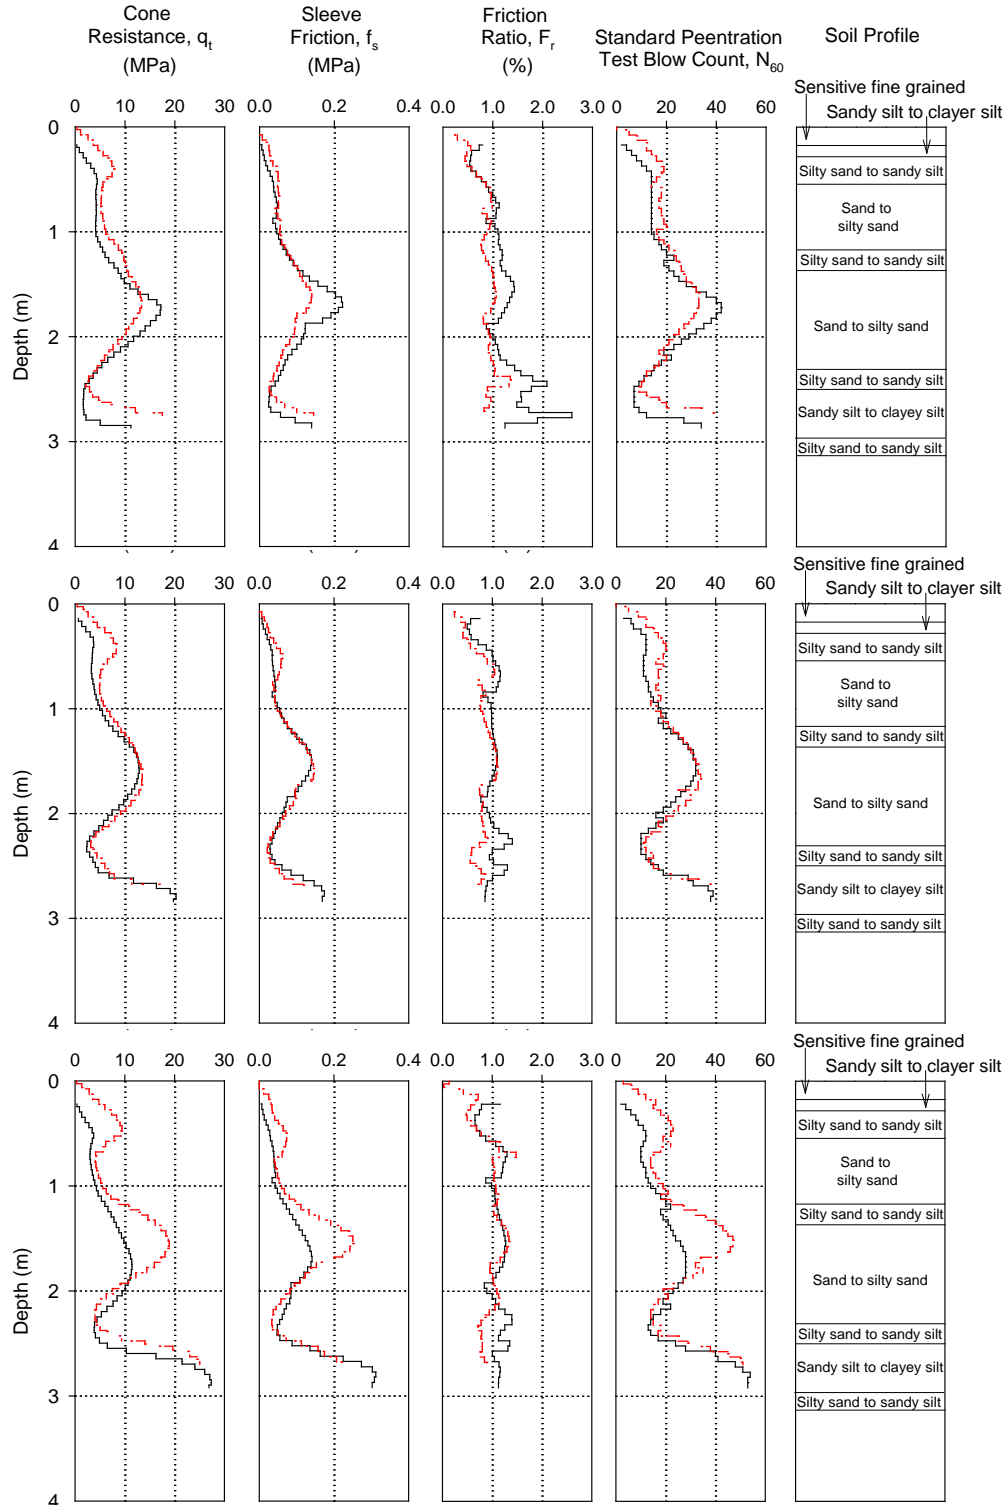 Cone
Resistance, qt
(MPa)
Sleeve
Friction, fs
(MPa)
Friction
Ratio, Fr
(%)
Standard Peentration
Test Blow Count, N60
Soil Profile
Sensitive fine grained
Sandy silt to clayer silt
0 10 20 30
0.0 0.2 0.4
0.0 1.0 2.0 3.0
0 20 40 60
0
1
2
3
4
Depth (m)
Silty sand to sandy silt
Sand to
silty sand
Silty sand to sandy silt
Sand to silty sand
Silty sand to sandy silt
Sandy silt to clayey silt
Silty sand to sandy silt
Sensitive fine grained
Sandy silt to clayer silt
0 10 20 30
0.0 0.2 0.4
0.0 1.0 2.0 3.0
0 20 40 60
0
1
2
3
4
Depth (m)
Silty sand to sandy silt
Sand to
silty sand
Silty sand to sandy silt
Sand to silty sand
Silty sand to sandy silt
Sandy silt to clayey silt
Silty sand to sandy silt
Sensitive fine grained
Sandy silt to clayer silt
0 10 20 30
0.0 0.2 0.4
0.0 1.0 2.0 3.0
0 20 40 60
0
1
2
3
4
Depth (m)
Silty sand to sandy silt
Sand to
silty sand
Silty sand to sandy silt
Sand to silty sand
Silty sand to sandy silt
Sandy silt to clayey silt
Silty sand to sandy silt